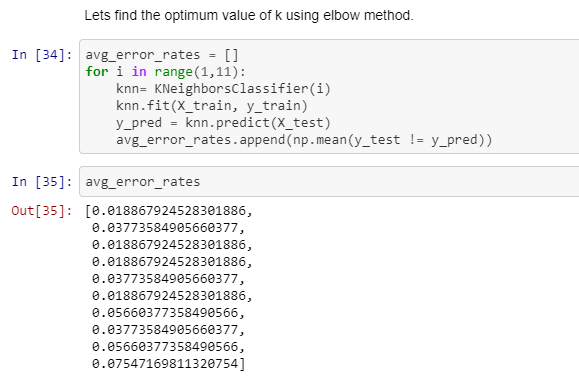 Lets find the optimum value of k using elbow method.
In [34]: avg_error_rates = []
for i in range(1,11):
    knn= KNeighborsClassifier(i)
    knn.fit(X_train, y_train)
    y_pred = knn.predict(X_test)
    avg_error_rates.append(np.mean(y_test != y_pred))
In [35]: avg_error_rates
Out[35]: [0.018867924528301886,
0.03773584905660377,
0.018867924528301886,
0.018867924528301886,
0.03773584905660377,
0.018867924528301886,
0.05660377358490566,
0.03773584905660377,
0.05660377358490566,
0.07547169811320754]